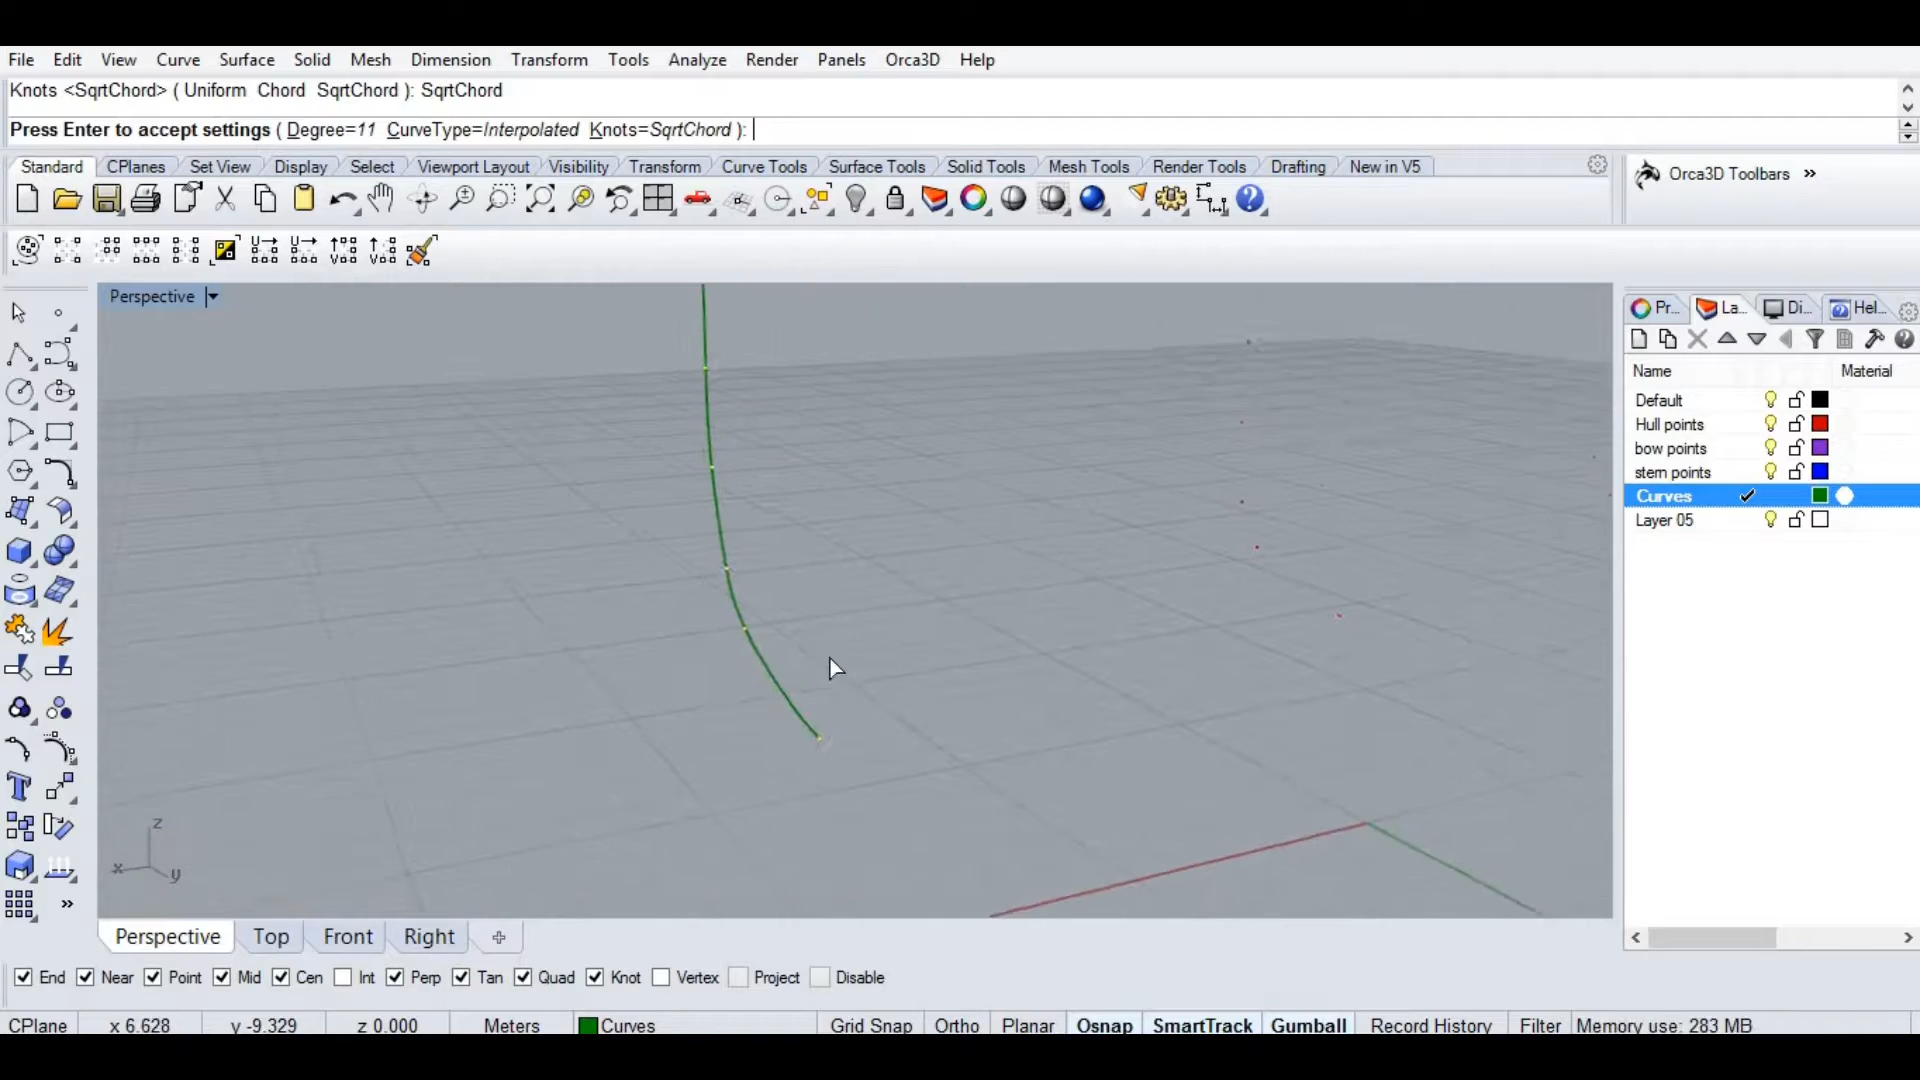 File Edit View Curve Surface Solid Mesh Dimension Transform Tools Analyze Render Panels Orca3D Help
Knots <SqrtChord> ( Uniform Chord SqrtChord ): SqrtChord
Press Enter to accept settings ( Degree=11 CurveType=Interpolated Knots=SqrtChord ):
Standard CPlanes Set View Display Select Viewport Layout Visibility Transform Curve Tools Surface Tools Solid Tools Mesh Tools Render Tools Drafting New in V5
Orca3D Toolbars »
Perspective
Pr... La... Di... Hel...
Name Material
Default
Hull points
bow points
stem points
Curves
Layer 05
z
x
y
Perspective Top Front Right
End Near Point Mid Cen Int Perp Tan Quad Knot Vertex Project Disable
CPlane x 6.628 y -9.329 z 0.000 Meters Curves Grid Snap Ortho Planar Osnap SmartTrack Gumball Record History Filter Memory use: 283 MB